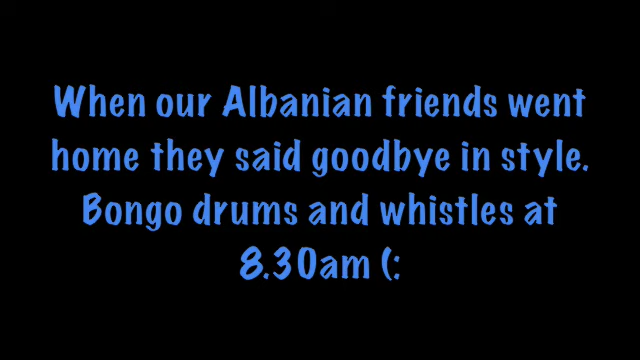 When our Albanian friends went
home they said goodbye in style.
Bongo drums and whistles at
8.30am (: